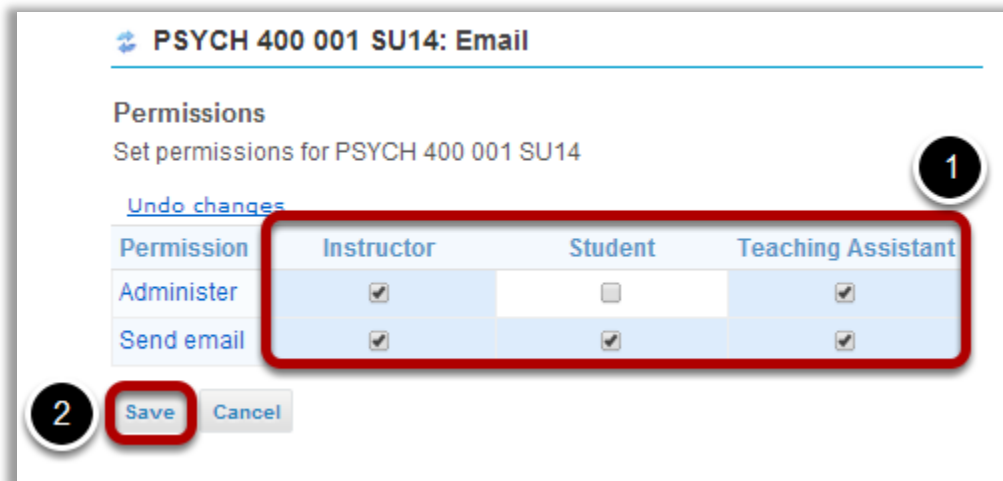 PSYCH 400 001 SU14: Email
Permissions
Set permissions for PSYCH 400 001 SU14
1
Undo changes
Permission Instructor Student Teaching Assistant
Administer
Send email
2 Save Cancel